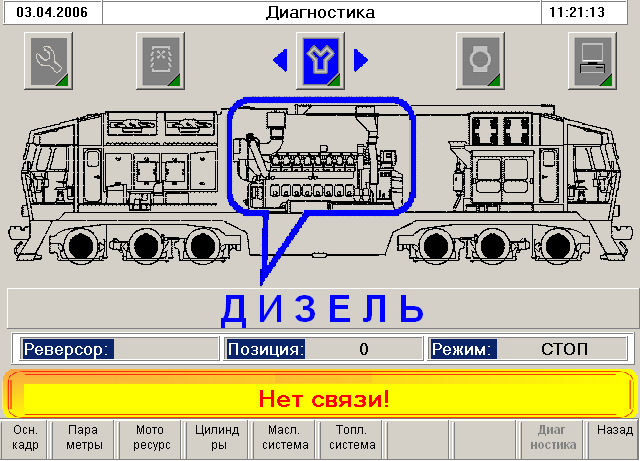 03.04.2006 Диагностика 11:21:13
ДИЗЕЛЬ
Реверсор: Позиция: 0 Режим: СТОП
Нет связи!
Осн. Пара Мото Цилинд Масл. Топл. Диаг Назад
кадр метры ресурс ры система система ностика